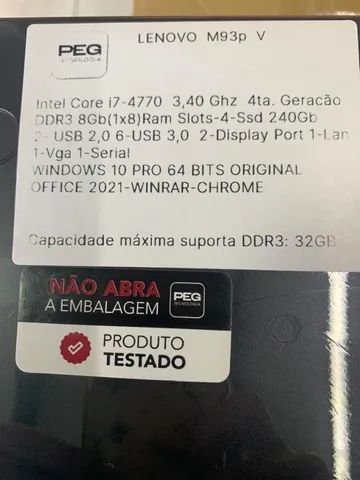 PEG
TECNOLOGIA
LENOVO M93p V
Intel Core i7-4770 3,40 Ghz 4ta. Geracão
DDR3 8Gb(1x8)Ram Slots-4-Ssd 240Gb
2- USB 2,0 6-USB 3,0 2-Display Port 1-Lan
1-Vga 1-Serial
WINDOWS 10 PRO 64 BITS ORIGINAL
OFFICE 2021-WINRAR-CHROME
Capacidade máxima suporta DDR3: 32GB
NÃO ABRA
A EMBALAGEM
PEG
TECNOLOGIA
PRODUTO
TESTADO